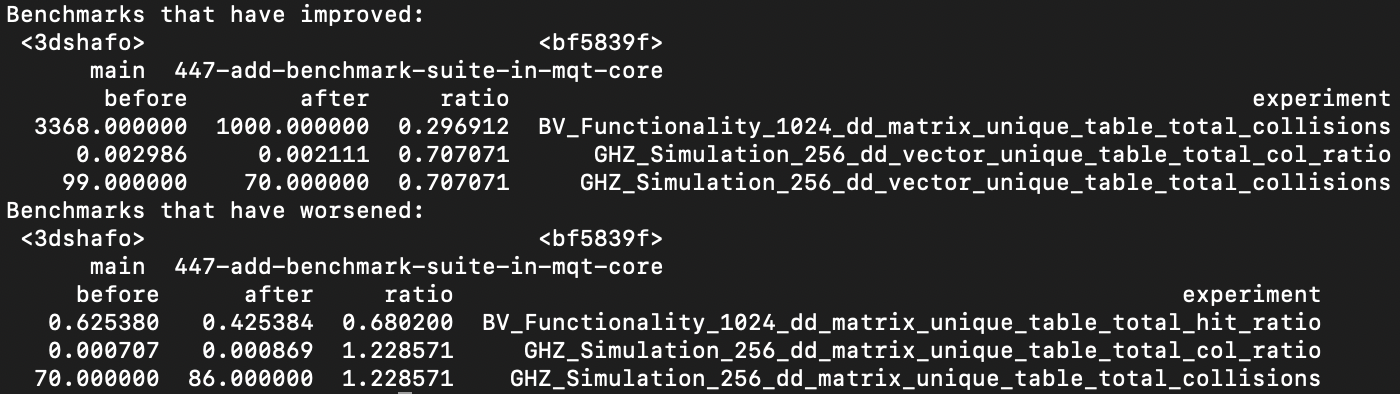 Benchmarks that have improved:
<3dshafo> <bf5839f>
main 447-add-benchmark-suite-in-mqt-core
before after ratio experiment
3368.000000 1000.000000 0.296912 BV_Functionality_1024_dd_matrix_unique_table_total_collisions
0.002986 0.002111 0.707071 GHZ_Simulation_256_dd_vector_unique_table_total_col_ratio
99.000000 70.000000 0.707071 GHZ_Simulation_256_dd_vector_unique_table_total_collisions
Benchmarks that have worsened:
<3dshafo> <bf5839f>
main 447-add-benchmark-suite-in-mqt-core
before after ratio experiment
0.625380 0.425384 0.680200 BV_Functionality_1024_dd_matrix_unique_table_total_hit_ratio
0.000707 0.000869 1.228571 GHZ_Simulation_256_dd_matrix_unique_table_total_col_ratio
70.000000 86.000000 1.228571 GHZ_Simulation_256_dd_matrix_unique_table_total_collisions